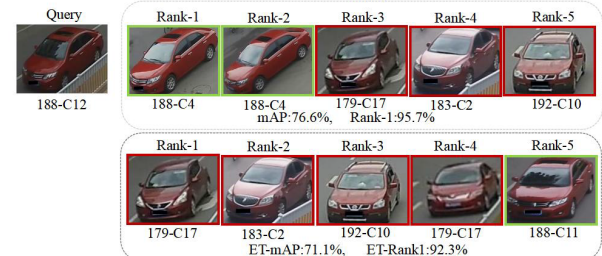 Query
188-C12
Rank-1 Rank-2 Rank-3 Rank-4 Rank-5
188-C4 188-C4 179-C17 183-C2 192-C10
mAP:76.6%, Rank-1:95.7%
Rank-1 Rank-2 Rank-3 Rank-4 Rank-5
179-C17 183-C2 192-C10 179-C17 188-C11
ET-mAP:71.1%, ET-Rank1:92.3%